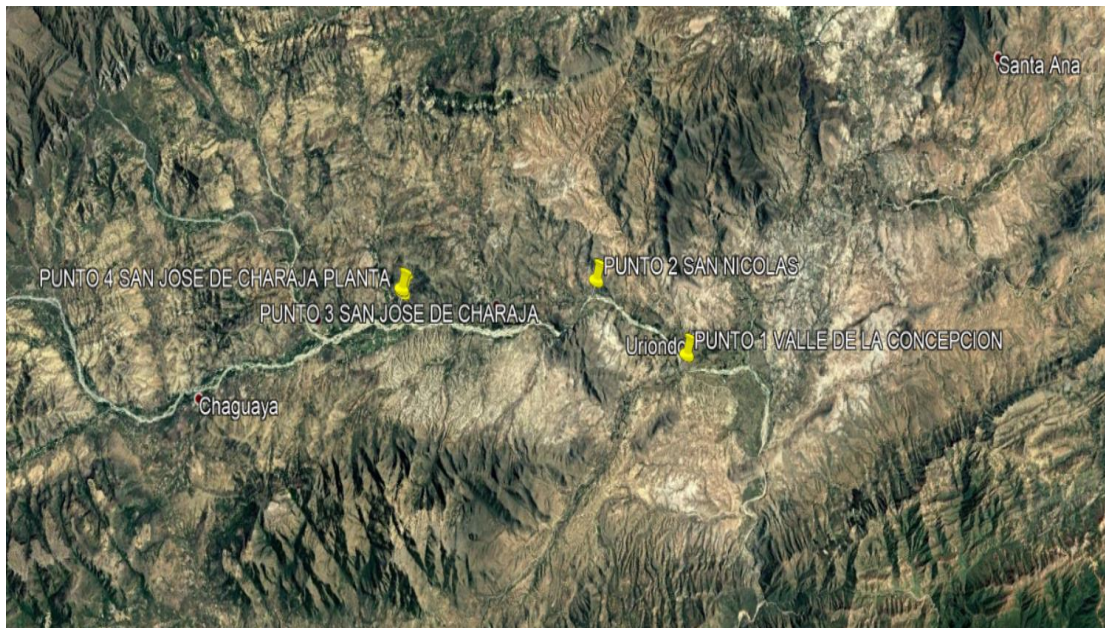 Santa Ana
PUNTO 2 SAN NICOLAS
PUNTO 4 SAN JOSE DE CHARAJA PLANTA
PUNTO 3 SAN JOSE DE CHARAJA
Uriondo
PUNTO 1 VALLE DE LA CONCEPCION
Chaguaya